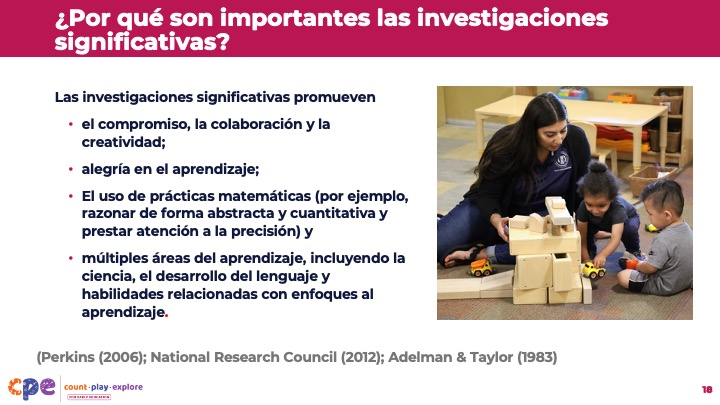 ¿Por qué son importantes las investigaciones
significativas?
Las investigaciones significativas promueven
• el compromiso, la colaboración y la
creatividad;
• alegría en el aprendizaje;
• El uso de prácticas matemáticas (por ejemplo,
razonar de forma abstracta y cuantitativa y
prestar atención a la precisión) y
• múltiples áreas del aprendizaje, incluyendo la
ciencia, el desarrollo del lenguaje y
habilidades relacionadas con enfoques al
aprendizaje.
(Perkins (2006); National Research Council (2012); Adelman & Taylor (1983)
cpe
count·play·explore
18